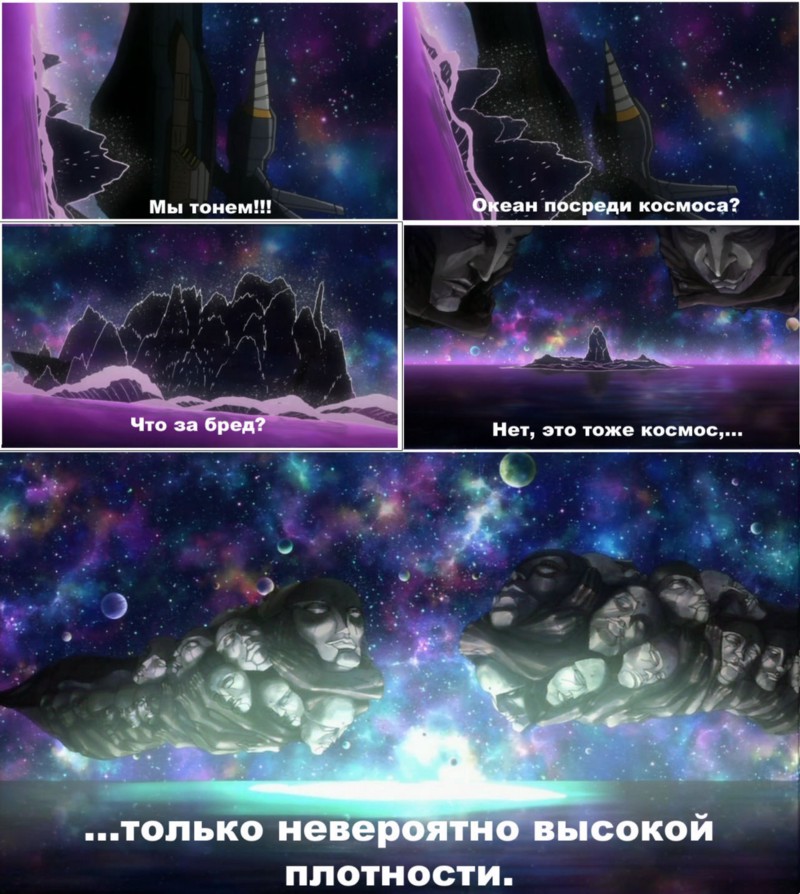 Мы тонем!!!
Океан посреди космоса?
Что за бред?
Нет, это тоже космос,...
...только невероятно высокой
плотности.